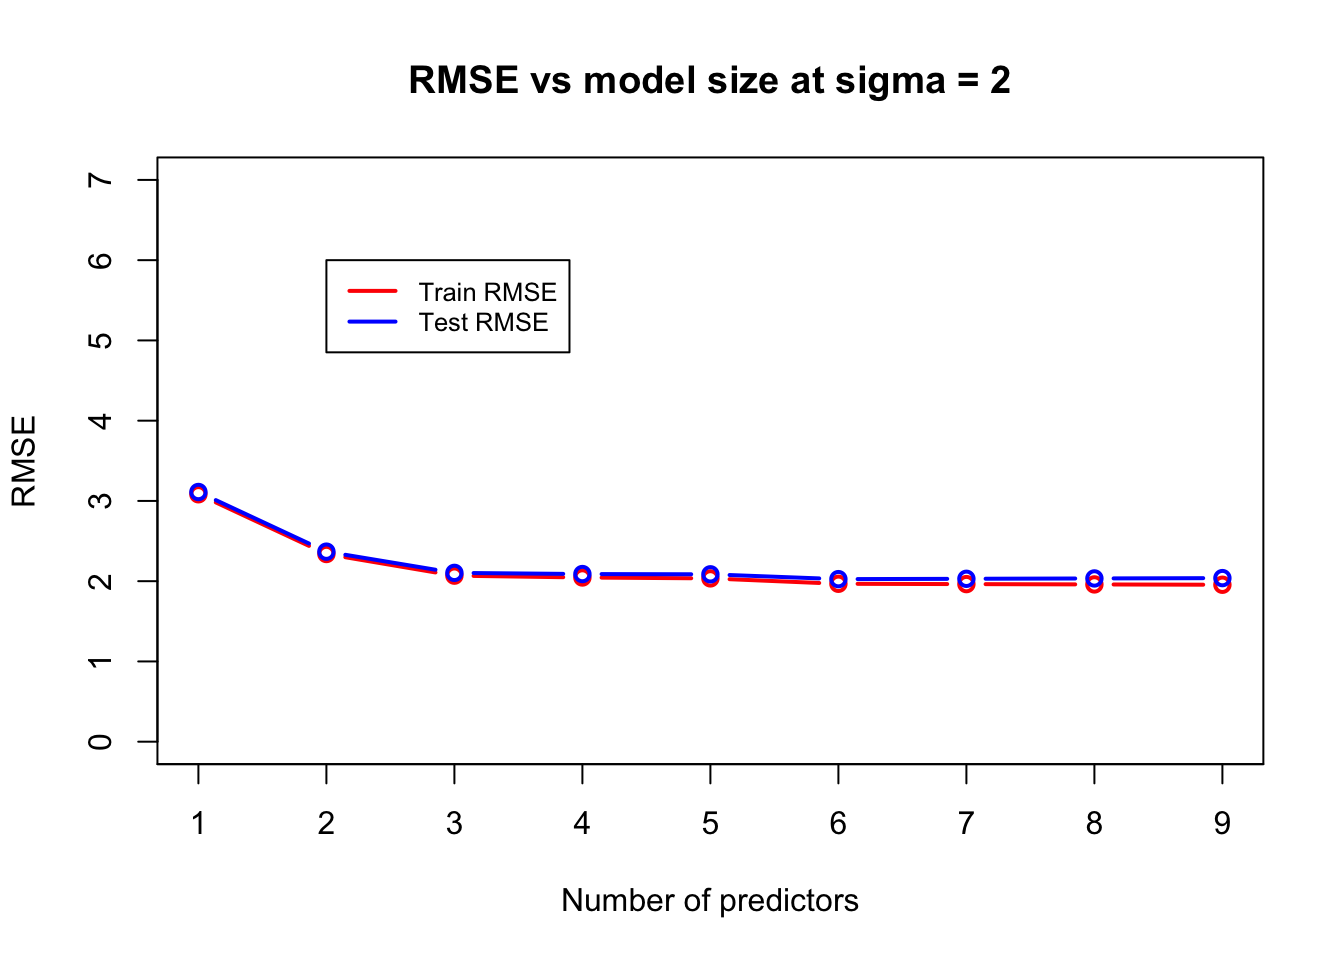 RMSE vs model size at sigma = 2
RMSE
7
6
5
4
3
2
1
0
Train RMSE
Test RMSE
1 2 3 4 5 6 7 8 9
Number of predictors